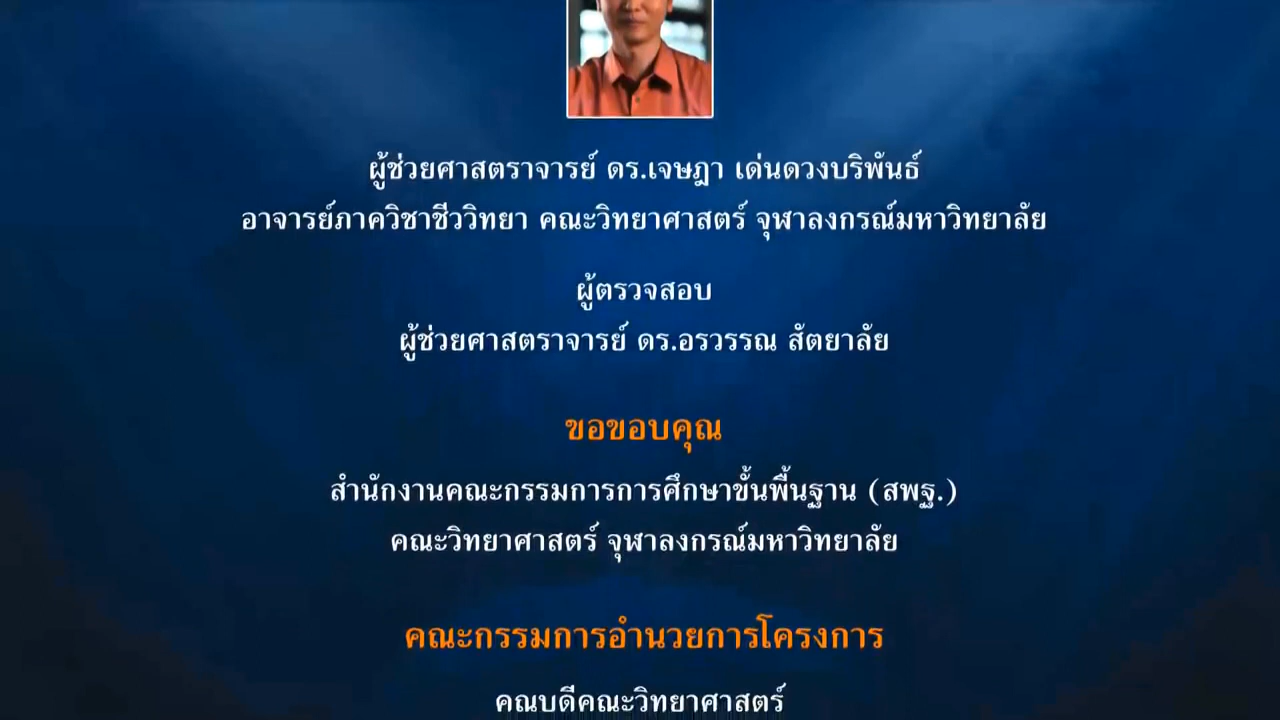 ผู้ช่วยศาสตราจารย์ ดร.เจษฎา เด่นดวงบริพันธ์
อาจารย์ภาควิชาชีววิทยา คณะวิทยาศาสตร์ จุฬาลงกรณ์มหาวิทยาลัย
ผู้ตรวจสอบ
ผู้ช่วยศาสตราจารย์ ดร.อรวรรณ สัตยาลัย
ขอขอบคุณ
สำนักงานคณะกรรมการการศึกษาขั้นพื้นฐาน (สพฐ.)
คณะวิทยาศาสตร์ จุฬาลงกรณ์มหาวิทยาลัย
คณะกรรมการอำนวยการโครงการ
คณบดีคณะวิทยาศาสตร์